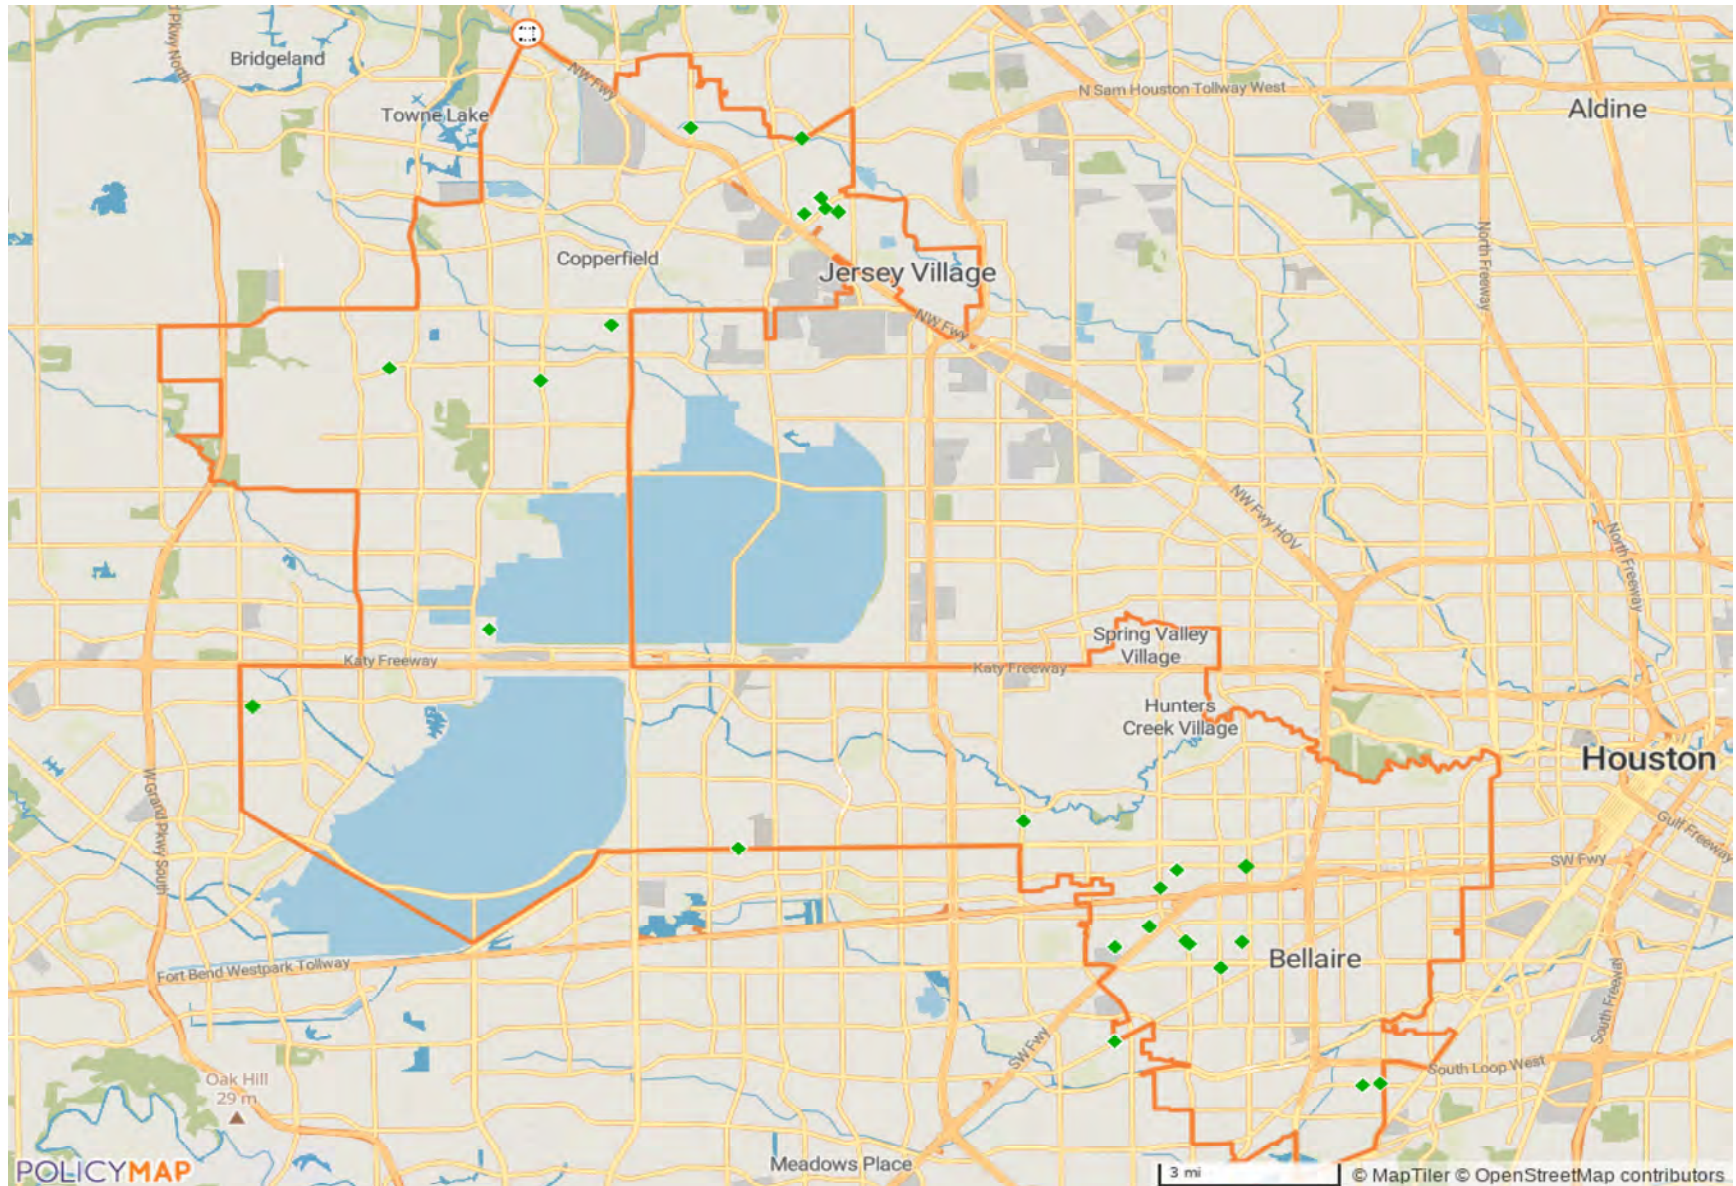 d Pkwy North
Bridgeland
NW Fwy
Towne Lake
N Sam Houston Tollway West
Aldine
Copperfield
Jersey Village
North Freeway
NW Fwy
NW Fwy HOV
North Freeway
Spring Valley
Village
Katy Freeway
Katy Freeway
Hunters
Creek Village
Houston
W Grand Pkwy South
Gulf Freeway
SW Fwy
Bellaire
Fort Bend Westpark Tollway
South Freeway
SW Fwy
South Loop West
Oak Hill
29 m
Meadows Place
POLICYMAP
3 mi
© MapTiler © OpenStreetMap contributors